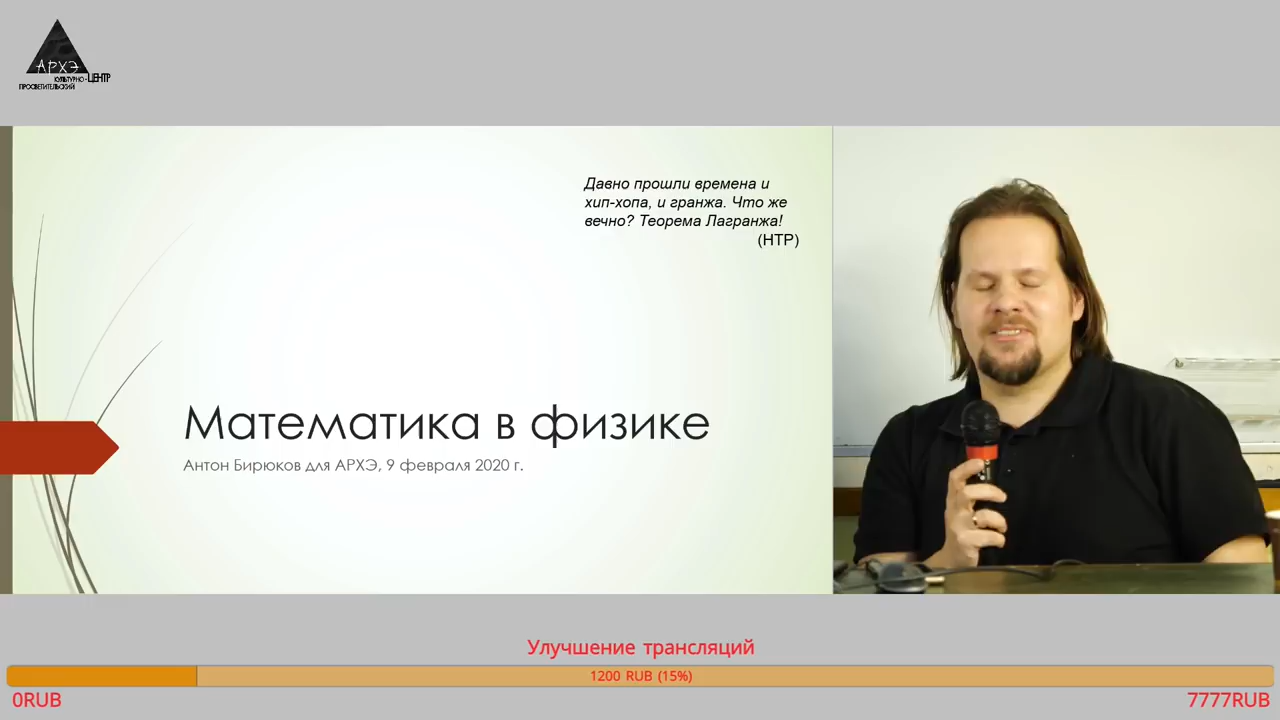 АРХЭ
КУЛЬТУРНО-ЦЕНТР
ПРОСВЕТИТЕЛЬСКИЙ
Давно прошли времена и
хип-хопа, и гранжа. Что же
вечно? Теорема Лагранжа!
(НТР)
Математика в физике
Антон Бирюков для АРХЭ, 9 февраля 2020 г.
Улучшение трансляций
1200 RUB (15%)
0RUB
7777RUB